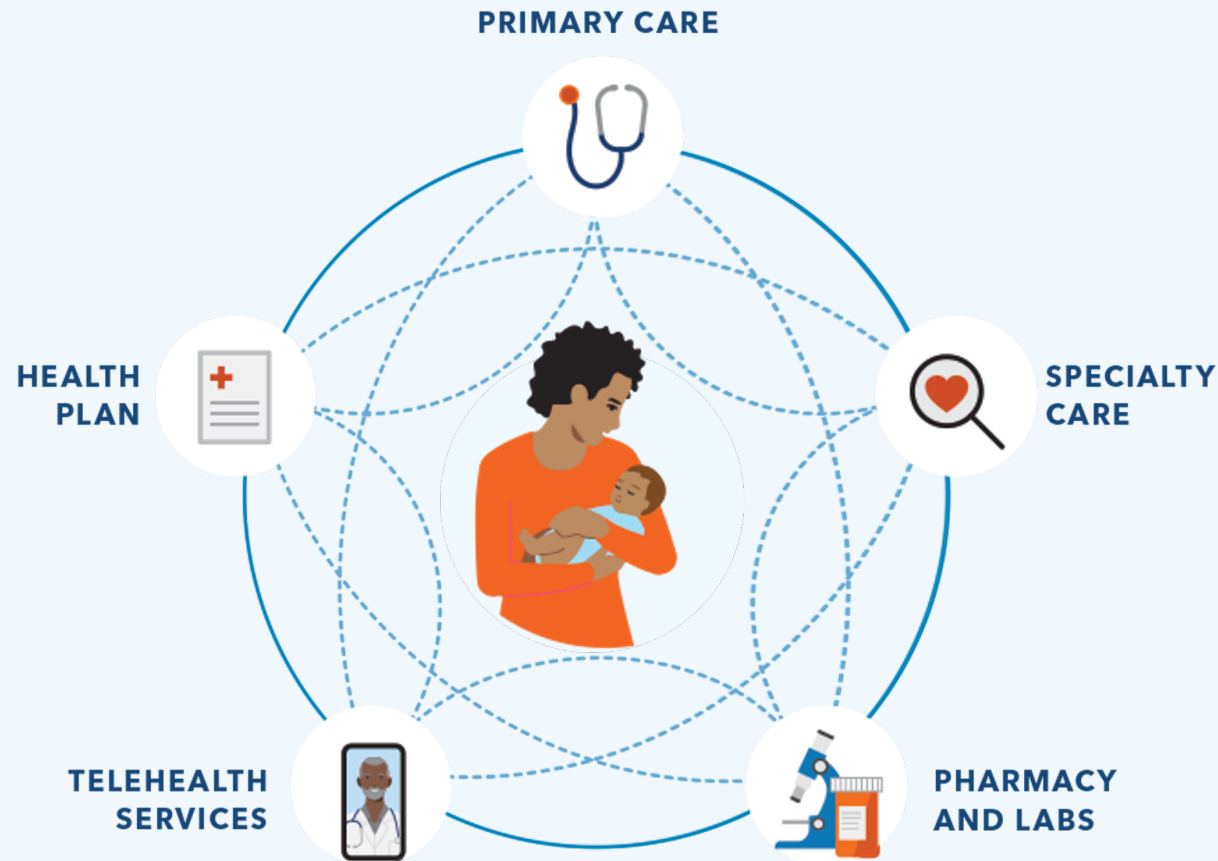 PRIMARY CARE
HEALTH
PLAN
SPECIALTY
CARE
TELEHEALTH
SERVICES
PHARMACY
AND LABS